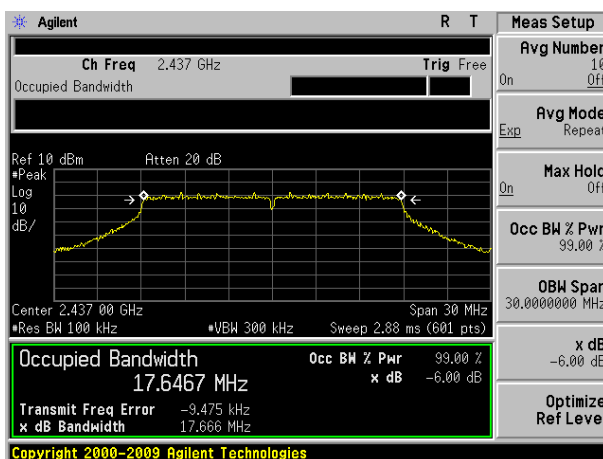 Agilent R T Meas Setup
Avg Number
10
On Off
Ch Freq 2.437 GHz Trig Free
Occupied Bandwidth
Avg Mode
Exp Repeat
Ref 10 dBm Atten 20 dB
#Peak
Log
10
dB/
Max Hold
On Off
Occ BW % Pwr
99.00 %
OBW Span
30.0000000 MHz
Center 2.437 00 GHz Span 30 MHz
#Res BW 100 kHz #VBW 300 kHz Sweep 2.88 ms (601 pts)
x dB
-6.00 dB
Occupied Bandwidth Occ BW % Pwr 99.00 %
17.6467 MHz x dB -6.00 dB
Transmit Freq Error -9.475 kHz
x dB Bandwidth 17.666 MHz
Optimize
Ref Level
Copyright 2000-2009 Agilent Technologies